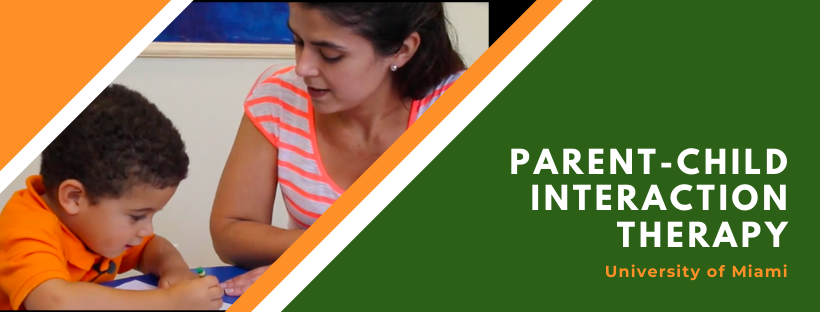 PARENT-CHILD
INTERACTION
THERAPY
University of Miami